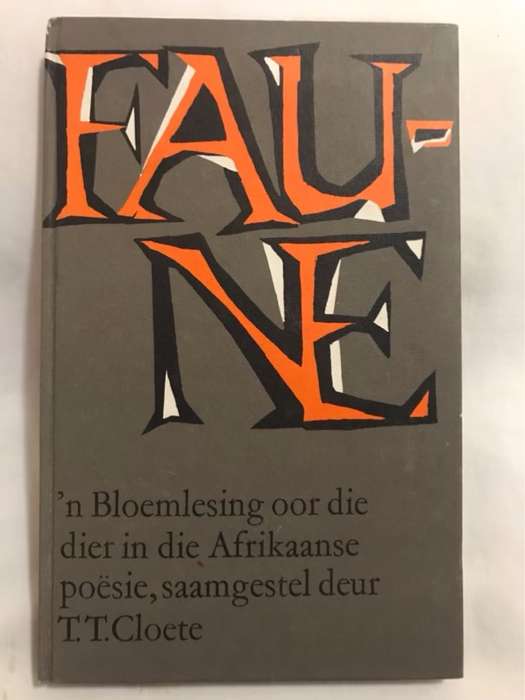 FAU-
NE
'n Bloemlesing oor die
dier in die Afrikaanse
poësie, saamgestel deur
T.T.Cloete